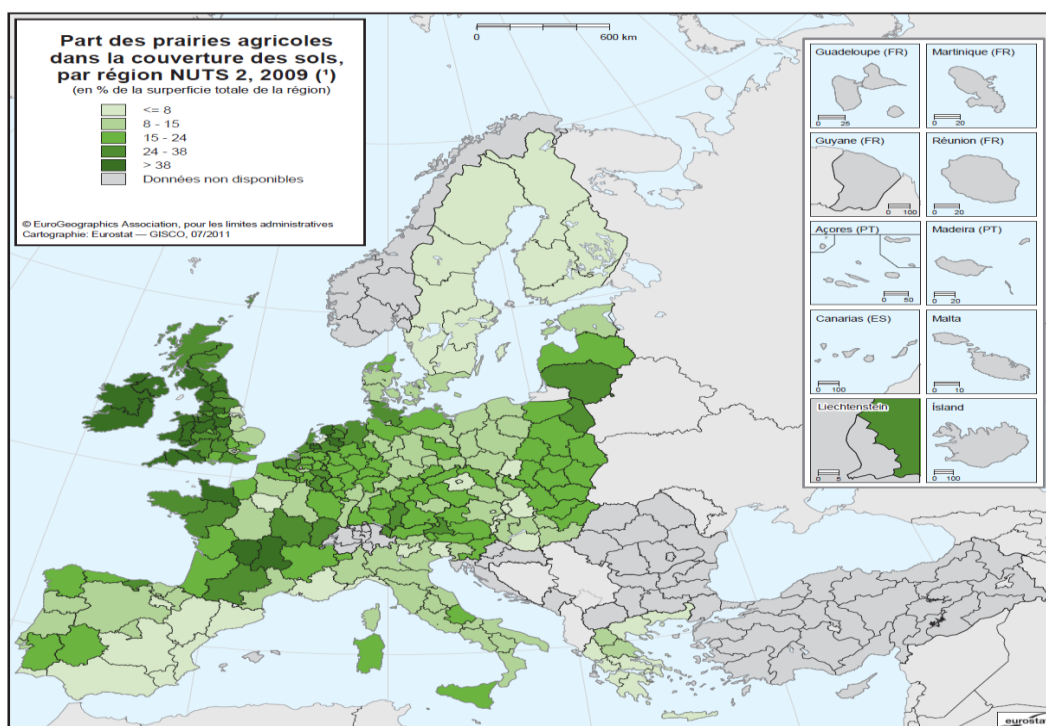 Part des prairies agricoles
dans la couverture des sols,
par région NUTS 2, 2009 (¹)
(en % de la surperficie totale de la région)
<= 8
8 - 15
15 - 24
24 - 38
> 38
Données non disponibles
© EuroGeographics Association, pour les limites administratives
Cartographie: Eurostat — GISCO, 07/2011
0 600 km
Guadeloupe (FR)
0 25
Martinique (FR)
0 20
Guyane (FR)
0 100
Réunion (FR)
0 20
Açores (PT)
0 50
Madeira (PT)
0 20
Canarias (ES)
0 100
Malta
0 10
Liechtenstein
0 5
Ísland
0 100
eurostat